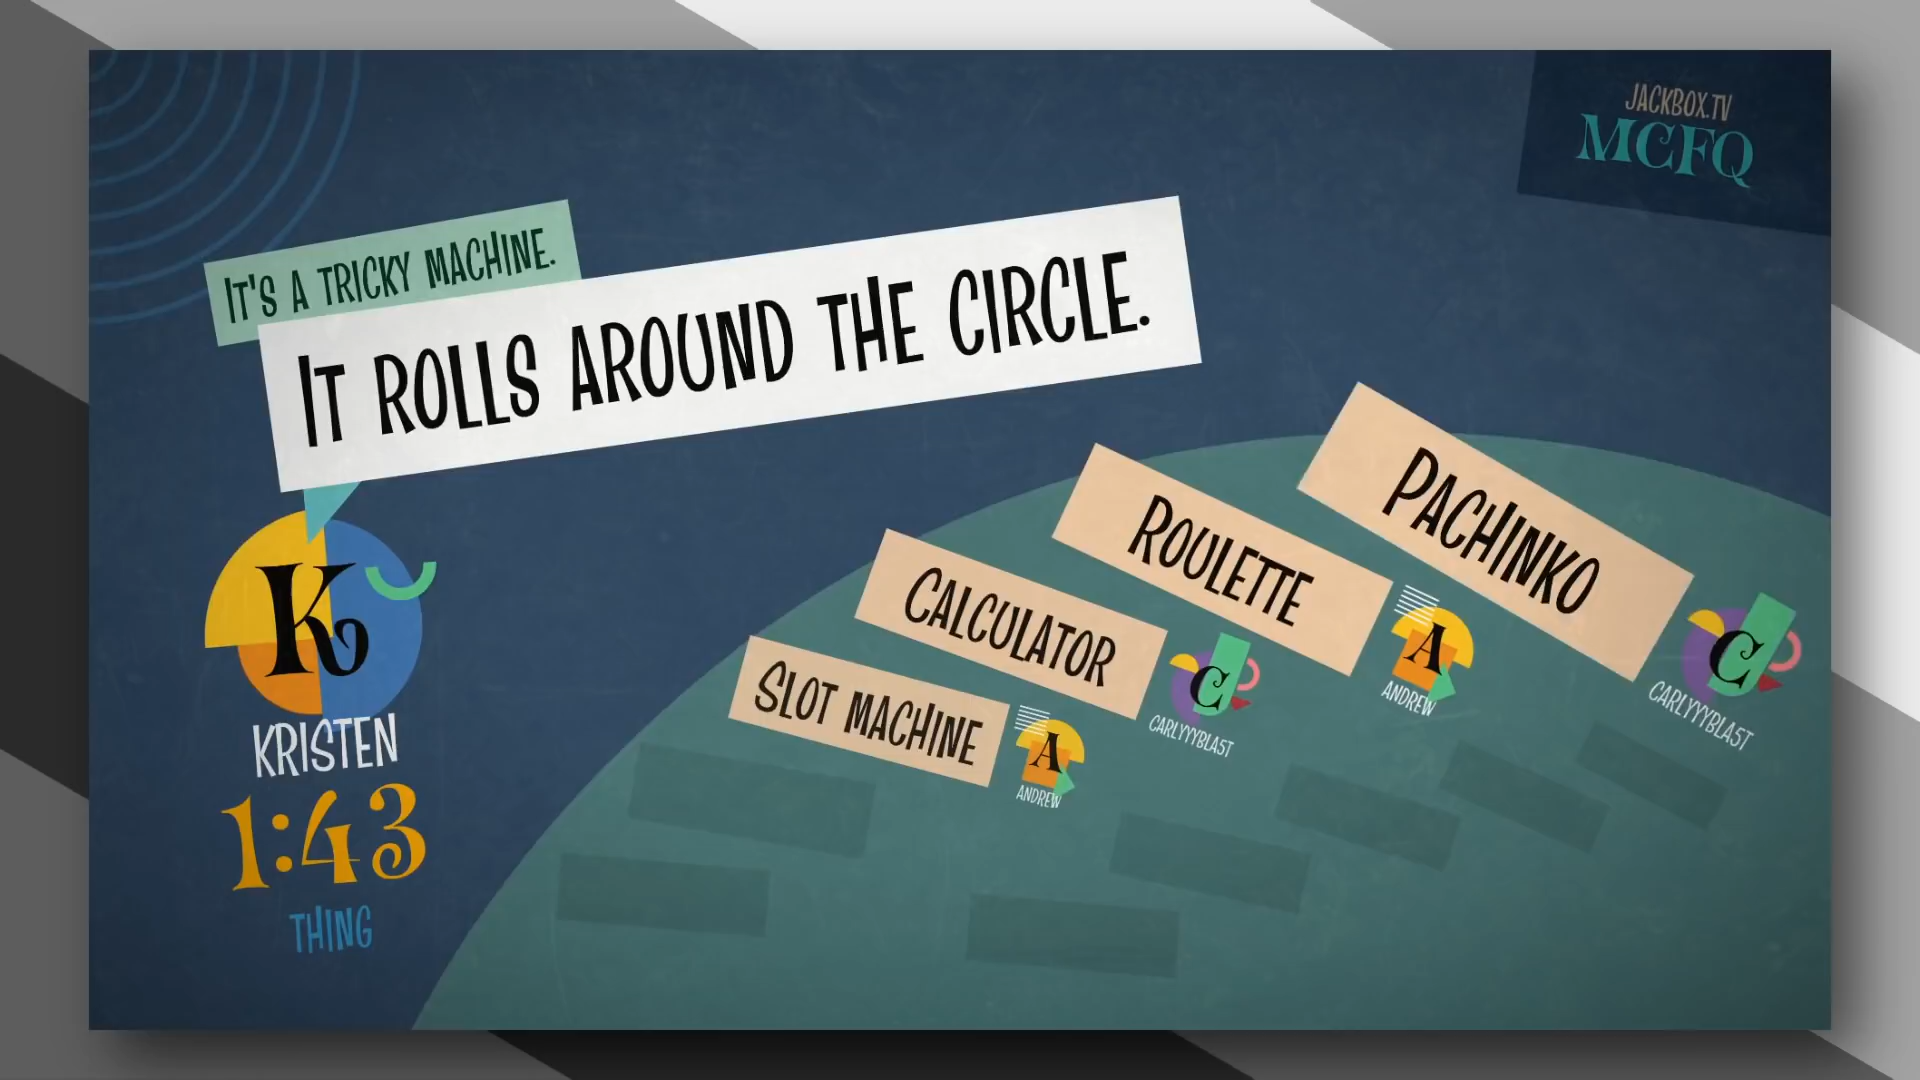 JACKBOX.TV
MCFQ
IT'S A TRICKY MACHINE.
IT ROLLS AROUND THE CIRCLE.
PACHINKO
ROULETTE
CALCULATOR
SLOT MACHINE
C
CARLYYYBLAST
A
ANDREW
C
CARLYYYBLAST
A
ANDREW
K
KRISTEN
1:43
THING